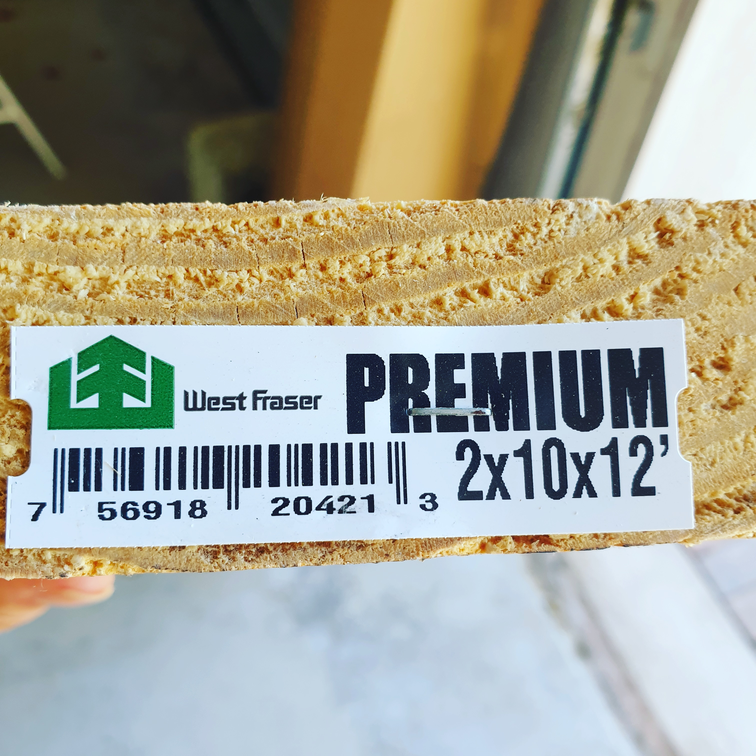 West Fraser
PREMIUM
2x10x12'
7 56918 20421 3